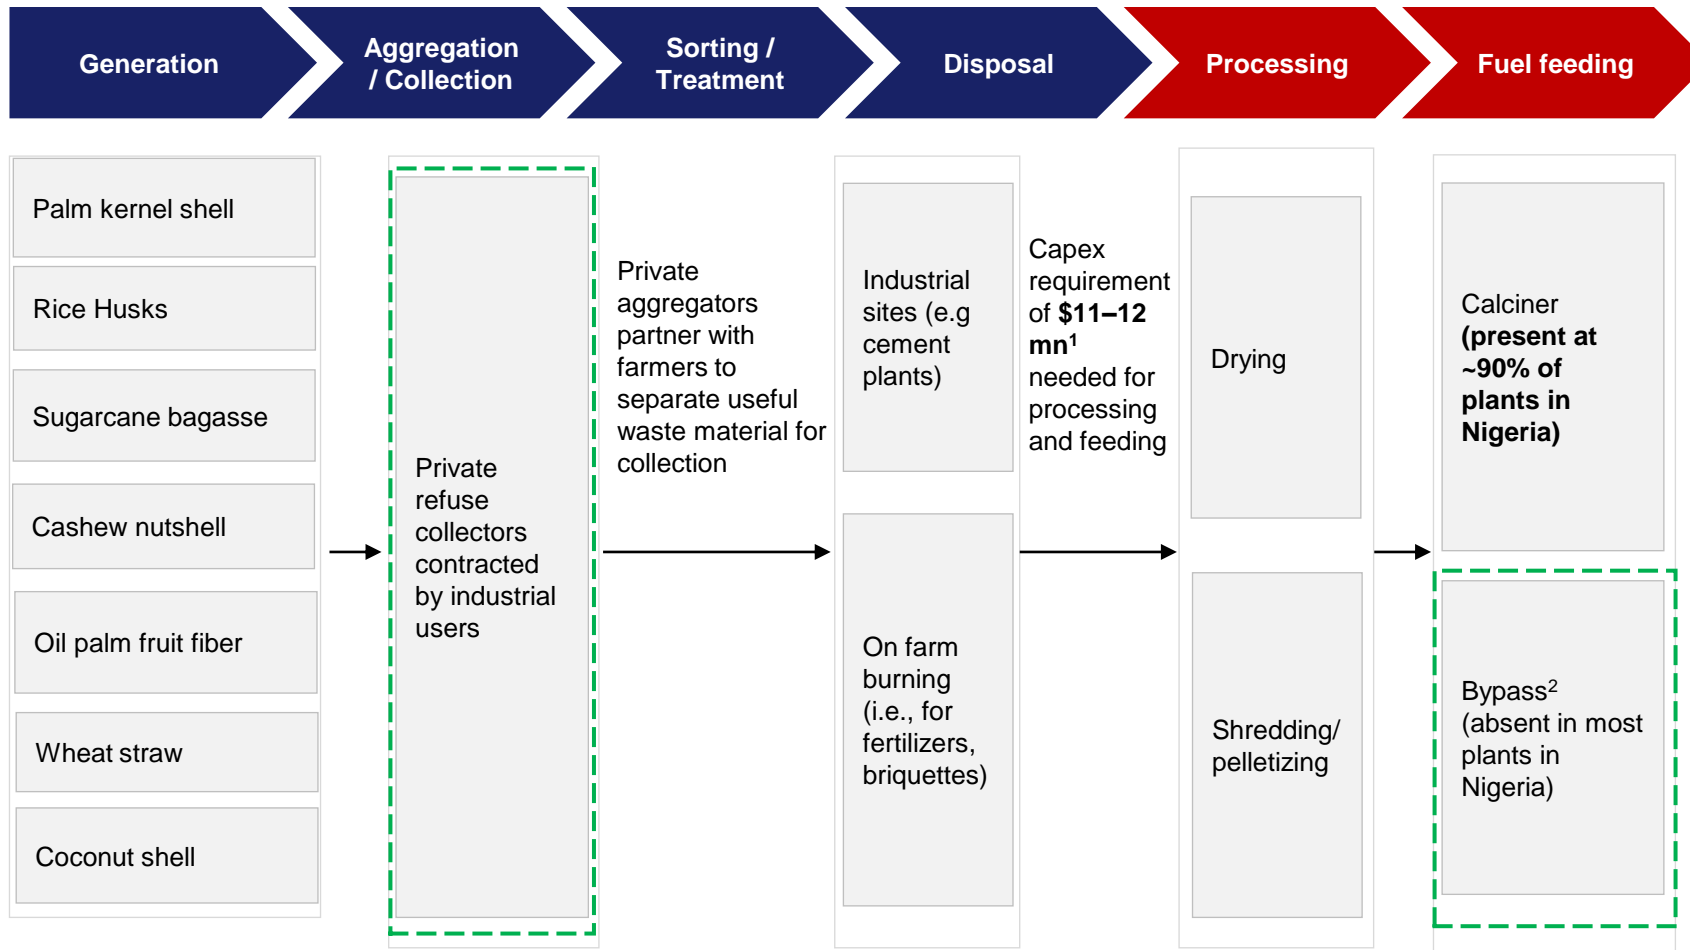 Generation
Aggregation
/ Collection
Sorting /
Treatment
Disposal
Processing
Fuel feeding
Palm kernel shell
Rice Husks
Sugarcane bagasse
Cashew nutshell
Oil palm fruit fiber
Wheat straw
Coconut shell
Private
refuse
collectors
contracted
by industrial
users
Private
aggregators
partner with
farmers to
separate useful
waste material for
collection
Industrial
sites (e.g
cement
plants)
On farm
burning
(i.e., for
fertilizers,
briquettes)
Capex
requirement
of $11–12
mn¹
needed for
processing
and feeding
Drying
Shredding/
pelletizing
Calciner
(present at
~90% of
plants in
Nigeria)
Bypass²
(absent in most
plants in
Nigeria)